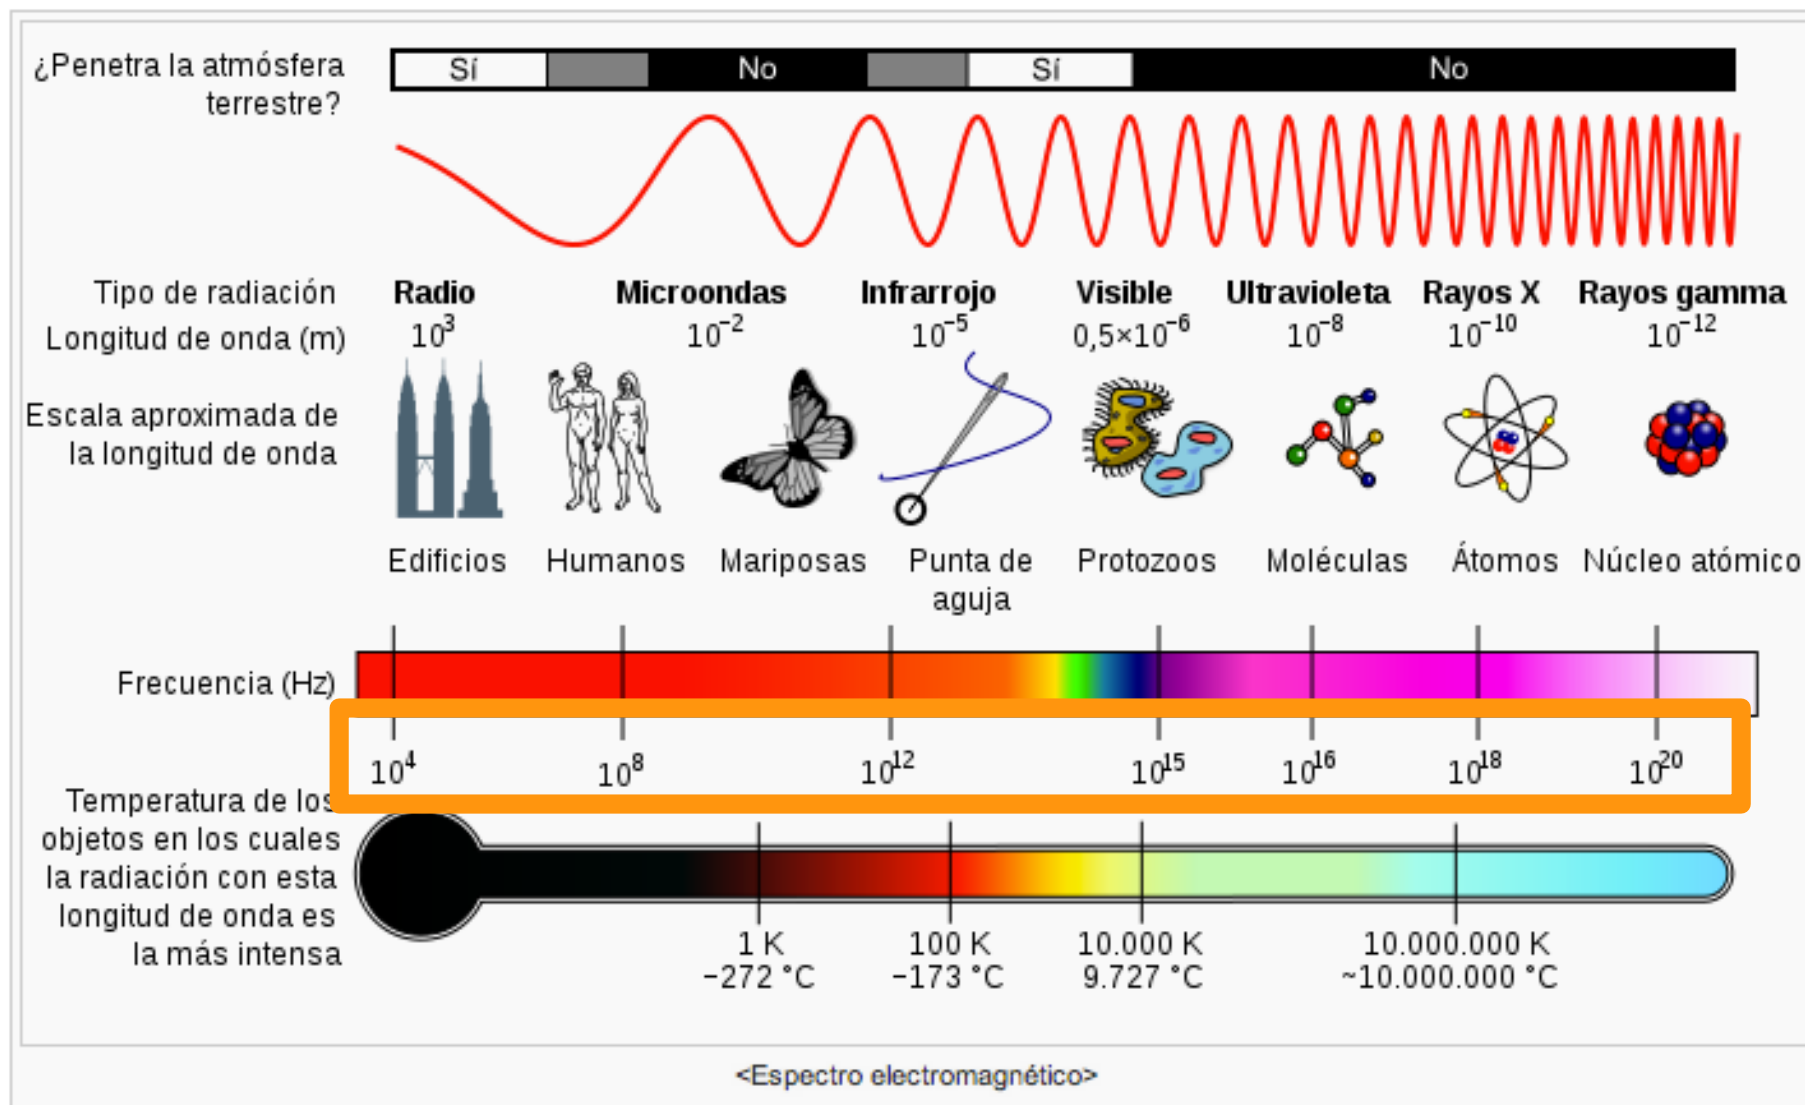 ¿Penetra la atmósfera
terrestre?
Sí No Sí No
Tipo de radiación Radio Microondas Infrarrojo Visible Ultravioleta Rayos X Rayos gamma
Longitud de onda (m) 10³ 10⁻² 10⁻⁵ 0,5×10⁻⁶ 10⁻⁸ 10⁻¹⁰ 10⁻¹²
Escala aproximada de
la longitud de onda
Edificios Humanos Mariposas Punta de Protozoos Moléculas Átomos Núcleo atómico
aguja
Frecuencia (Hz)
10⁴ 10⁸ 10¹² 10¹⁵ 10¹⁶ 10¹⁸ 10²⁰
Temperatura de los
objetos en los cuales
la radiación con esta
longitud de onda es
la más intensa
1 K 100 K 10.000 K 10.000.000 K
−272 °C −173 °C 9.727 °C ~10.000.000 °C
<Espectro electromagnético>